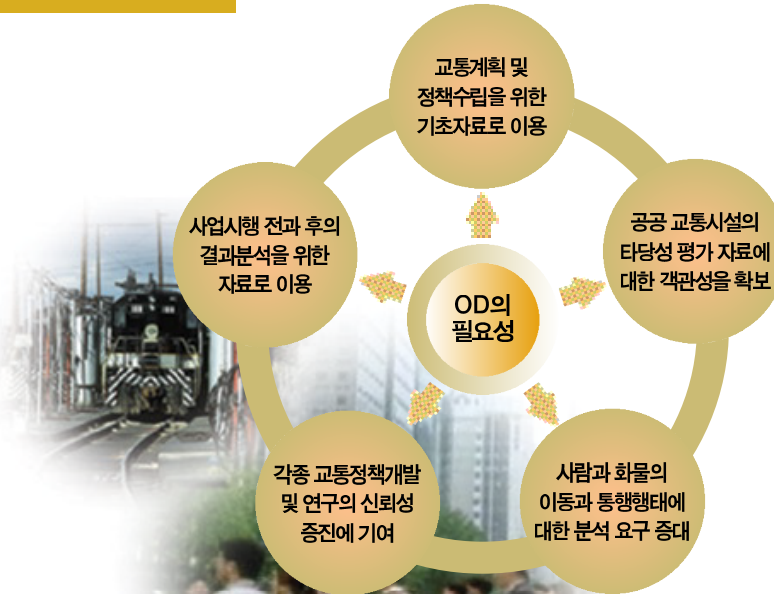 교통계획 및
정책수립을 위한
기초자료로 이용
사업시행 전과 후의
결과분석을 위한
자료로 이용
공공 교통시설의
타당성 평가 자료에
대한 객관성을 확보
OD의
필요성
각종 교통정책개발
및 연구의 신뢰성
증진에 기여
사람과 화물의
이동과 통행행태에
대한 분석 요구 증대